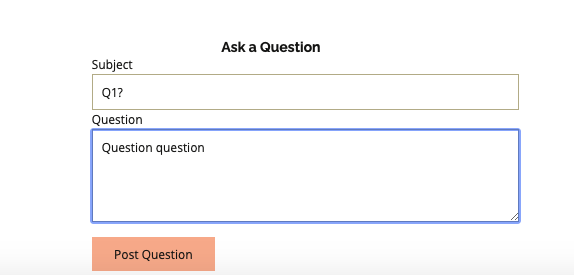 Ask a Question
Subject
Q1?
Question
Question question
Post Question